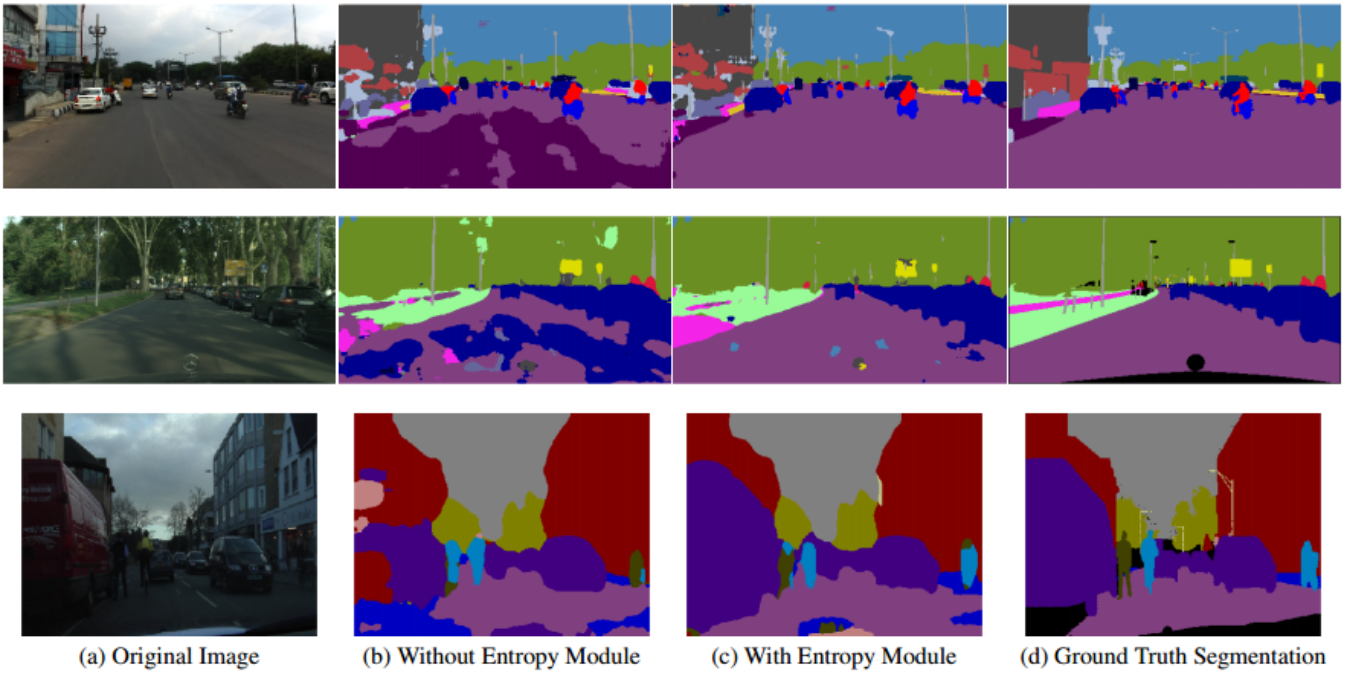 (a) Original Image
(b) Without Entropy Module
(c) With Entropy Module
(d) Ground Truth Segmentation